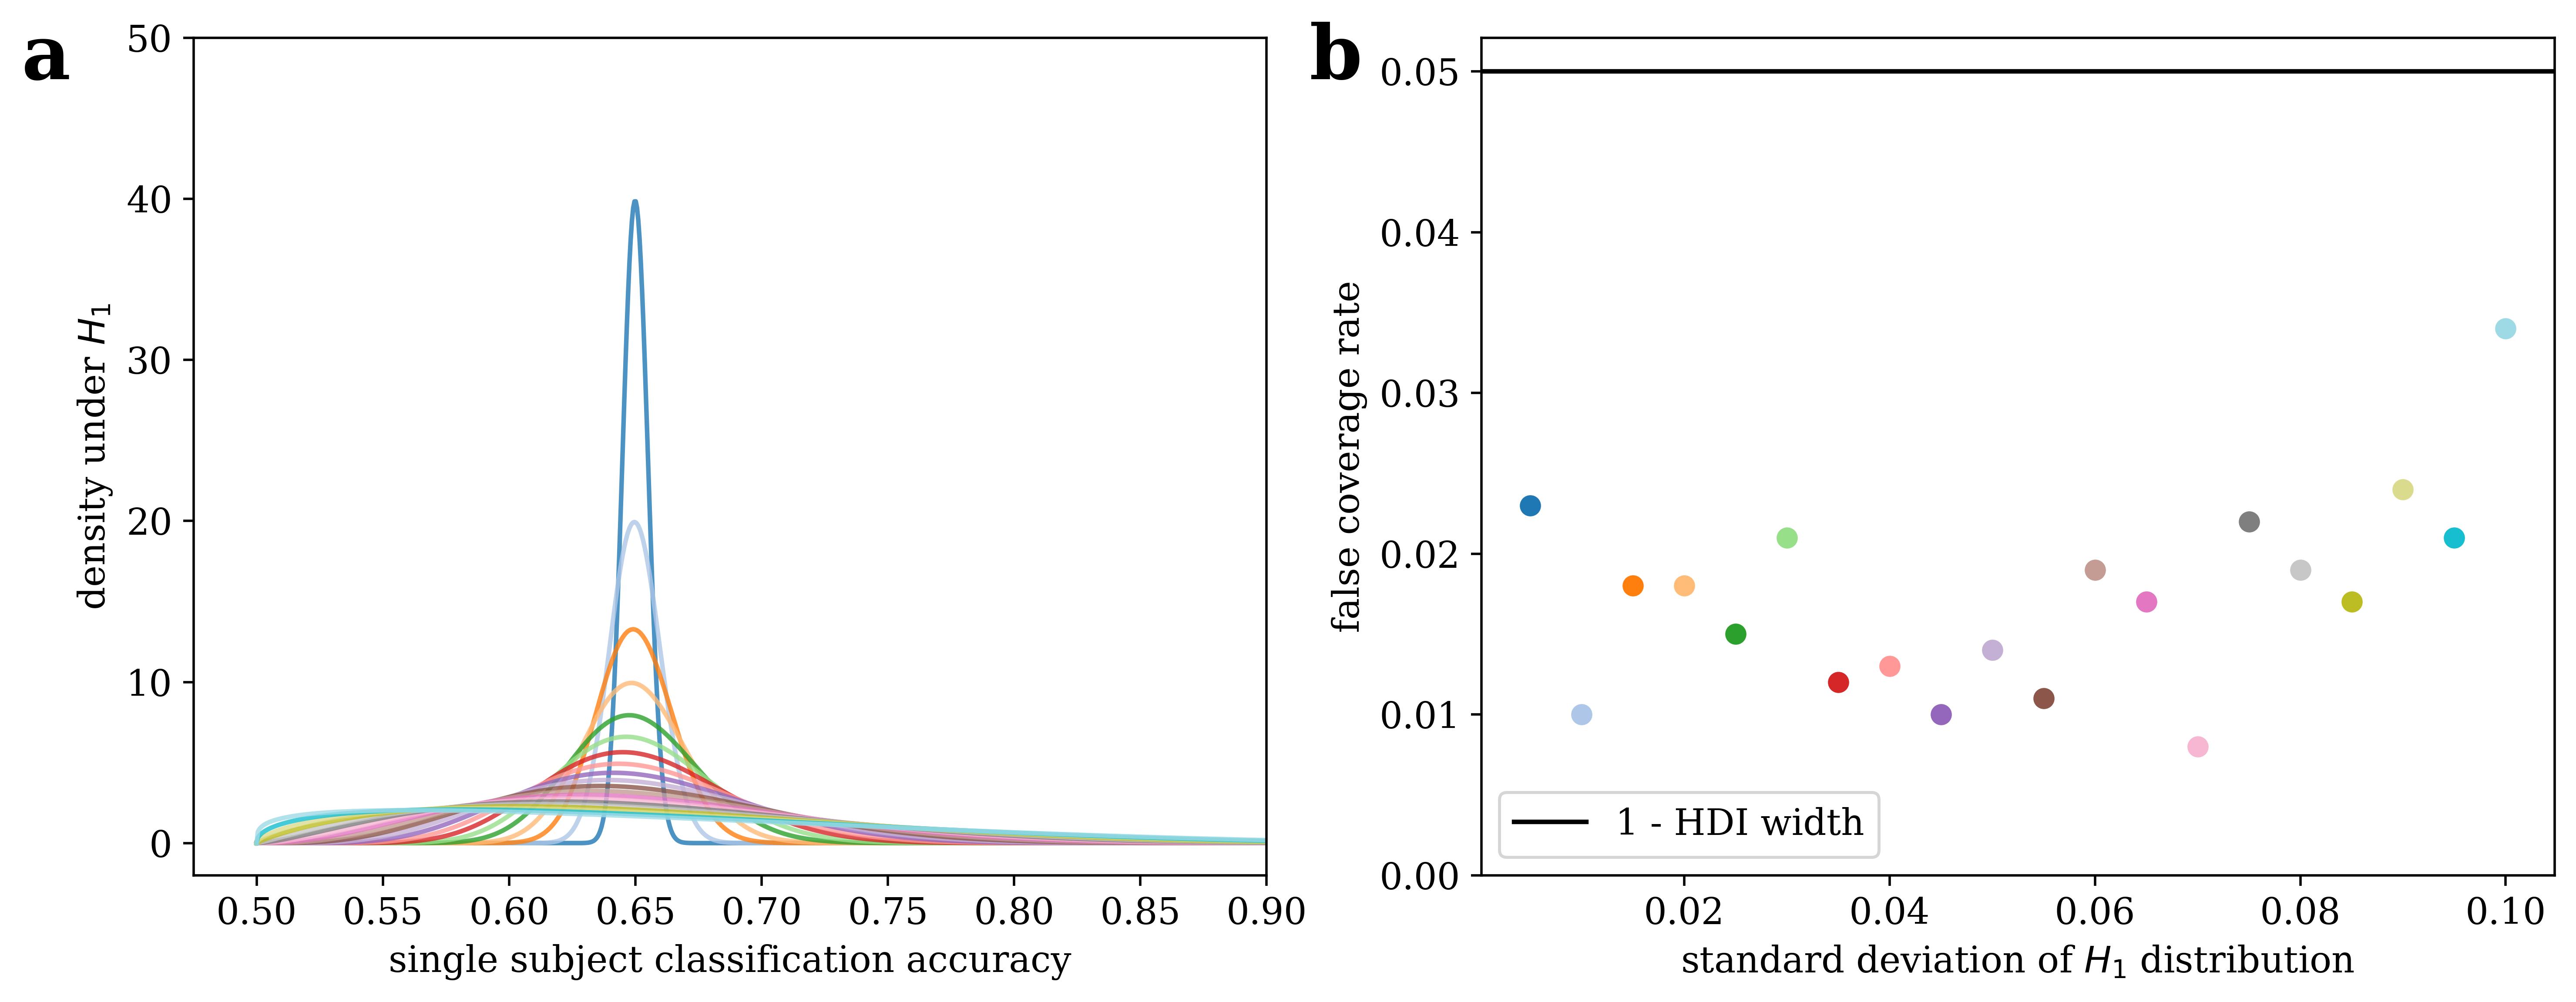 a
50
40
30
20
10
0
density under H1
0.50 0.55 0.60 0.65 0.70 0.75 0.80 0.85 0.90
single subject classification accuracy
b
0.05
0.04
0.03
0.02
0.01
0.00
false coverage rate
1 - HDI width
0.02 0.04 0.06 0.08 0.10
standard deviation of H1 distribution